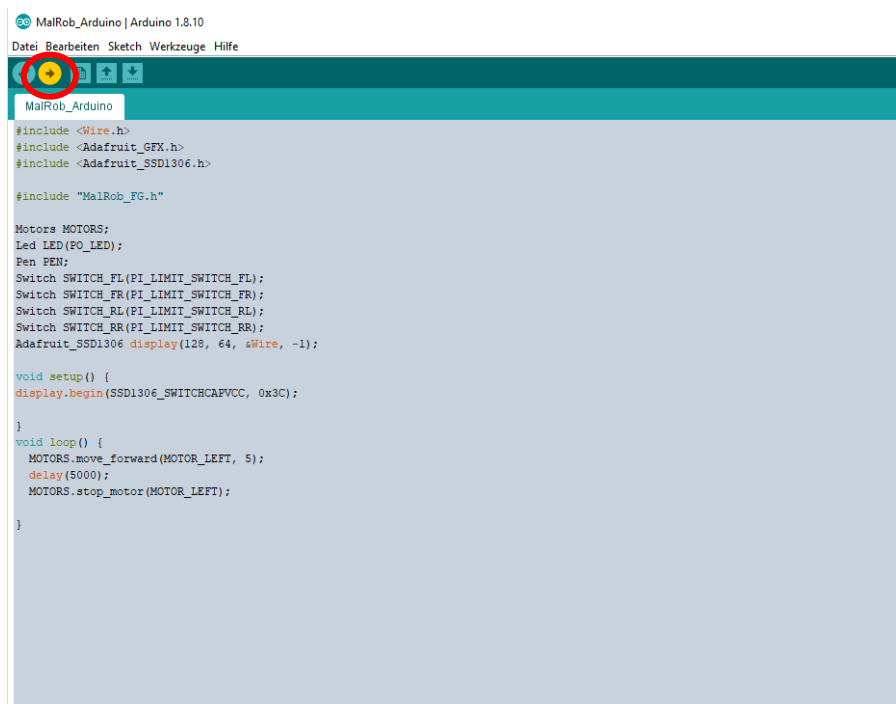 MalRob_Arduino | Arduino 1.8.10
Datei Bearbeiten Sketch Werkzeuge Hilfe
MalRob_Arduino
#include <Wire.h>
#include <Adafruit_GFX.h>
#include <Adafruit_SSD1306.h>
#include "MalRob_FG.h"
Motors MOTORS;
Led LED(PO_LED);
Pen PEN;
Switch SWITCH_FL(PI_LIMIT_SWITCH_FL);
Switch SWITCH_FR(PI_LIMIT_SWITCH_FR);
Switch SWITCH_RL(PI_LIMIT_SWITCH_RL);
Switch SWITCH_RR(PI_LIMIT_SWITCH_RR);
Adafruit_SSD1306 display(128, 64, &Wire, -1);
void setup() {
display.begin(SSD1306_SWITCHCAPVCC, 0x3C);
}
void loop() {
MOTORS.move_forward(MOTOR_LEFT, 5);
delay(5000);
MOTORS.stop_motor(MOTOR_LEFT);
}